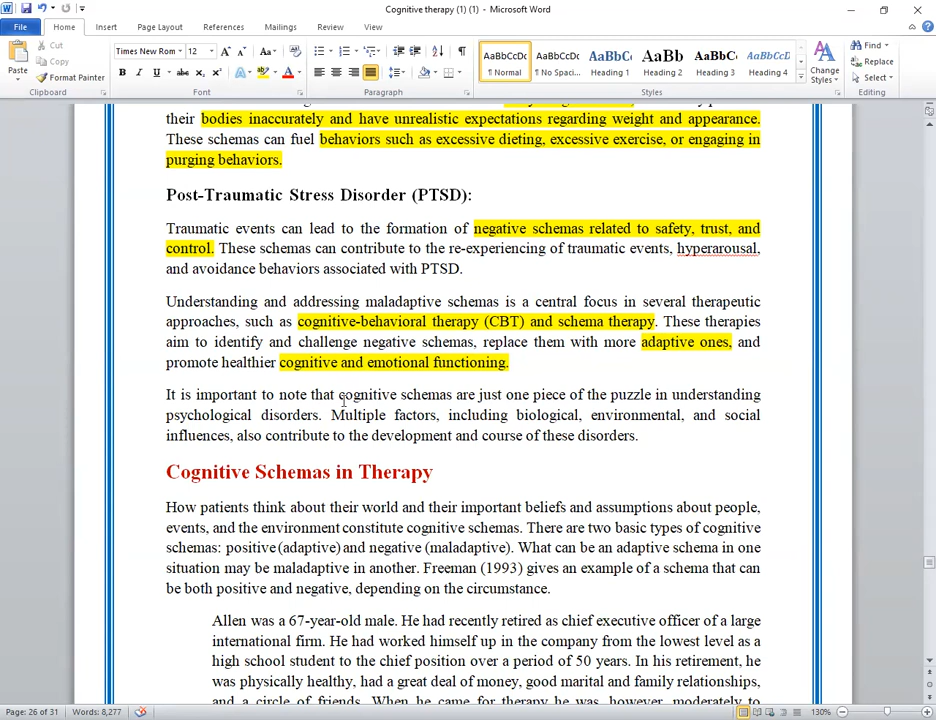 Cognitive therapy (1) (1) - Microsoft Word
File Home Insert Page Layout References Mailings Review View
Paste
Cut
Copy
Format Painter
Times New Rom 12
AaBbCcDc AaBbCcDc AaBbCc AaBb AaBbCc AaBbCcD
¶ Normal ¶ No Spaci... Heading 1 Heading 2 Heading 3 Heading 4
Change
Styles
Find
Replace
Select
Clipboard Font Paragraph Styles Editing
their bodies inaccurately and have unrealistic expectations regarding weight and appearance.
These schemas can fuel behaviors such as excessive dieting, excessive exercise, or engaging in
purging behaviors.
Post-Traumatic Stress Disorder (PTSD):
Traumatic events can lead to the formation of negative schemas related to safety, trust, and
control. These schemas can contribute to the re-experiencing of traumatic events, hyperarousal,
and avoidance behaviors associated with PTSD.
Understanding and addressing maladaptive schemas is a central focus in several therapeutic
approaches, such as cognitive-behavioral therapy (CBT) and schema therapy. These therapies
aim to identify and challenge negative schemas, replace them with more adaptive ones, and
promote healthier cognitive and emotional functioning.
It is important to note that cognitive schemas are just one piece of the puzzle in understanding
psychological disorders. Multiple factors, including biological, environmental, and social
influences, also contribute to the development and course of these disorders.
Cognitive Schemas in Therapy
How patients think about their world and their important beliefs and assumptions about people,
events, and the environment constitute cognitive schemas. There are two basic types of cognitive
schemas: positive (adaptive) and negative (maladaptive). What can be an adaptive schema in one
situation may be maladaptive in another. Freeman (1993) gives an example of a schema that can
be both positive and negative, depending on the circumstance.
Allen was a 67-year-old male. He had recently retired as chief executive officer of a large
international firm. He had worked himself up in the company from the lowest level as a
high school student to the chief position over a period of 50 years. In his retirement, he
was physically healthy, had a great deal of money, good marital and family relationships,
and a circle of friends. When he came for therapy he was, however, moderately to
Page: 26 of 31 Words: 8,277 130%